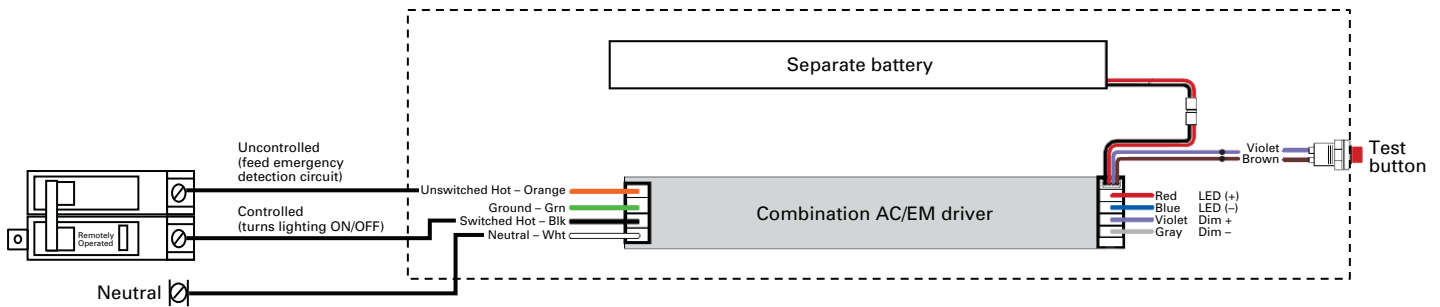 Separate battery
Uncontrolled
(feed emergency
detection circuit)
Violet
Brown
Test
button
Unswitched Hot – Orange
Ground – Grn
Switched Hot – Blk
Neutral – Wht
Combination AC/EM driver
Red LED (+)
Blue LED (–)
Violet Dim +
Gray Dim –
Controlled
(turns lighting ON/OFF)
Remotely
Operated
Neutral